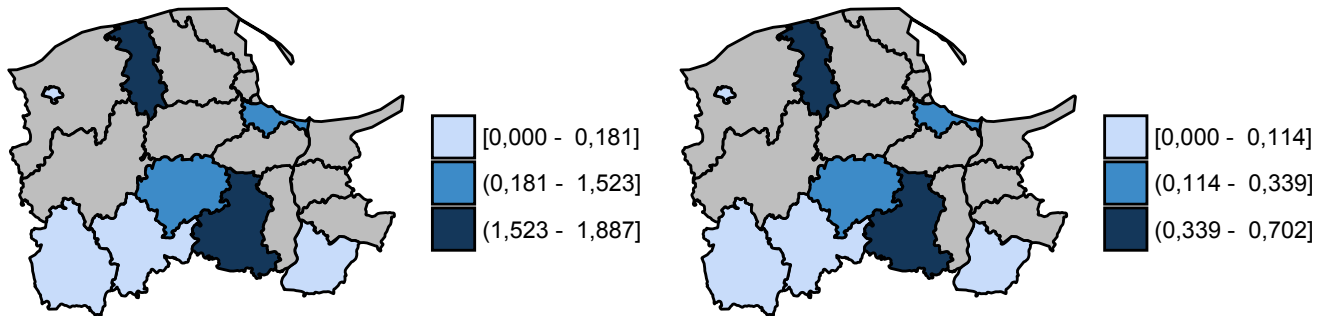 [0,000 - 0,181]
(0,181 - 1,523]
(1,523 - 1,887]
[0,000 - 0,114]
(0,114 - 0,339]
(0,339 - 0,702]